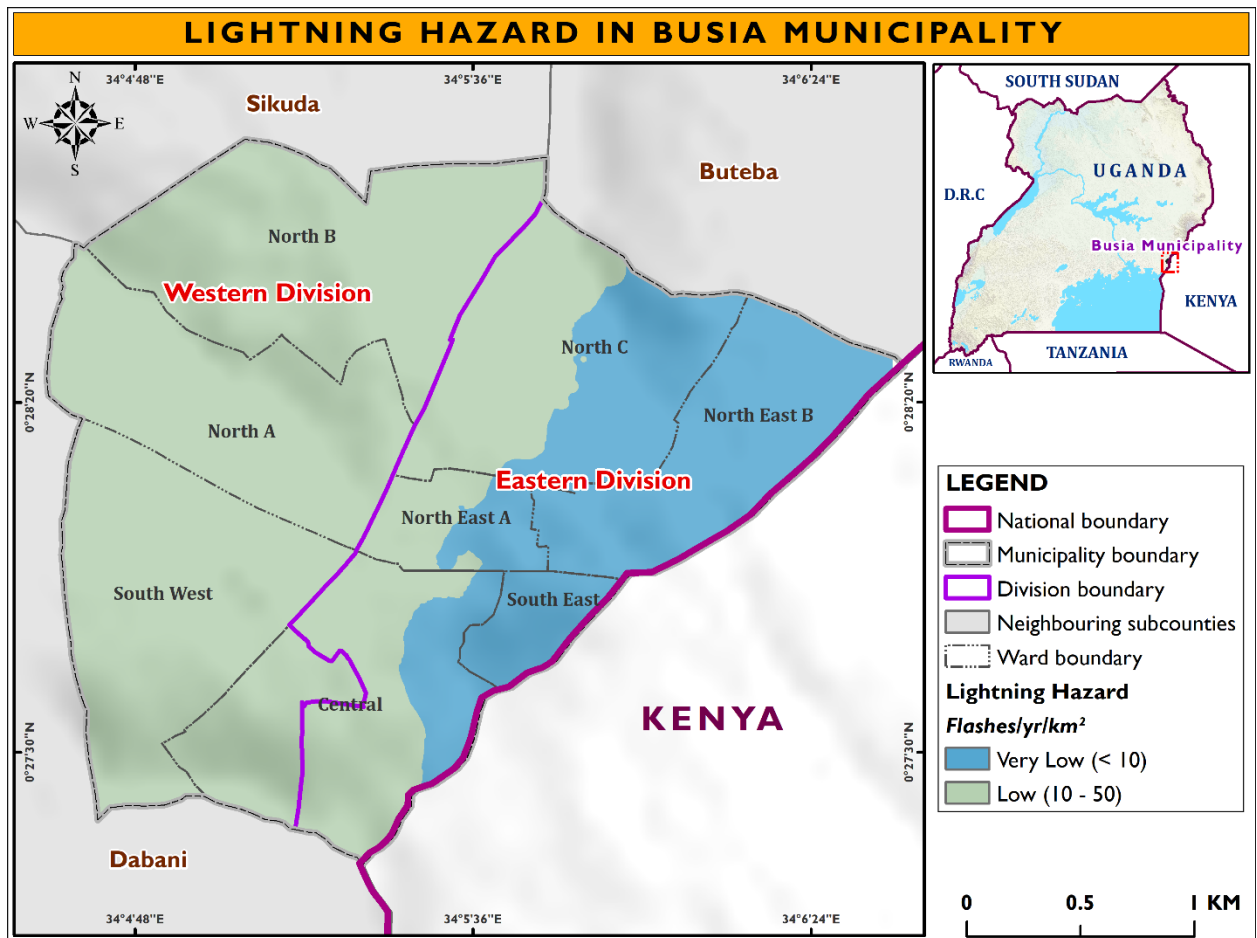 LIGHTNING HAZARD IN BUSIA MUNICIPALITY
34°4'48"E
34°5'36"E
34°6'24"E
N
W
E
S
Sikuda
Buteba
North B
Western Division
North C
0°28'20"N
0°28'20"N
North East B
North A
Eastern Division
North East A
South West
South East
Central
KENYA
0°27'30"N
0°27'30"N
Dabani
34°4'48"E
34°5'36"E
34°6'24"E
SOUTH SUDAN
UGANDA
D.R.C
Busia Municipality
KENYA
TANZANIA
RWANDA
LEGEND
National boundary
Municipality boundary
Division boundary
Neighbouring subcounties
Ward boundary
Lightning Hazard
Flashes/yr/km²
Very Low (< 10)
Low (10 - 50)
0 0.5 1 KM